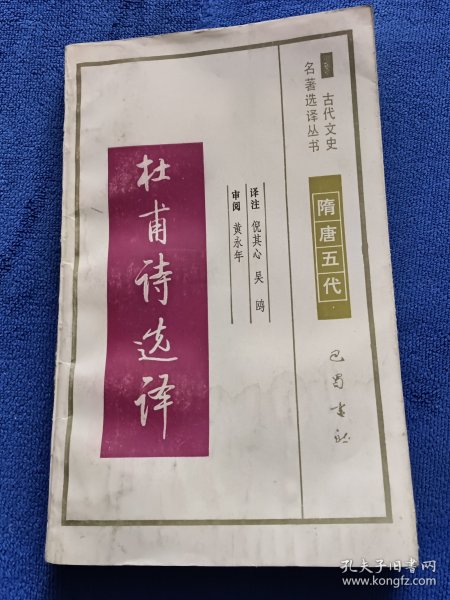 古代文史
名著选译丛书
隋唐五代
巴蜀书社
译注 倪其心 吴鸥
审阅 黄永年
杜甫诗选译
孔夫子旧书网
www.kongfz.com